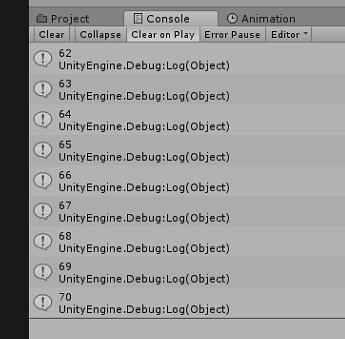 Project Console Animation
Clear Collapse Clear on Play Error Pause Editor
62
UnityEngine.Debug:Log(Object)
63
UnityEngine.Debug:Log(Object)
64
UnityEngine.Debug:Log(Object)
65
UnityEngine.Debug:Log(Object)
66
UnityEngine.Debug:Log(Object)
67
UnityEngine.Debug:Log(Object)
68
UnityEngine.Debug:Log(Object)
69
UnityEngine.Debug:Log(Object)
70
UnityEngine.Debug:Log(Object)